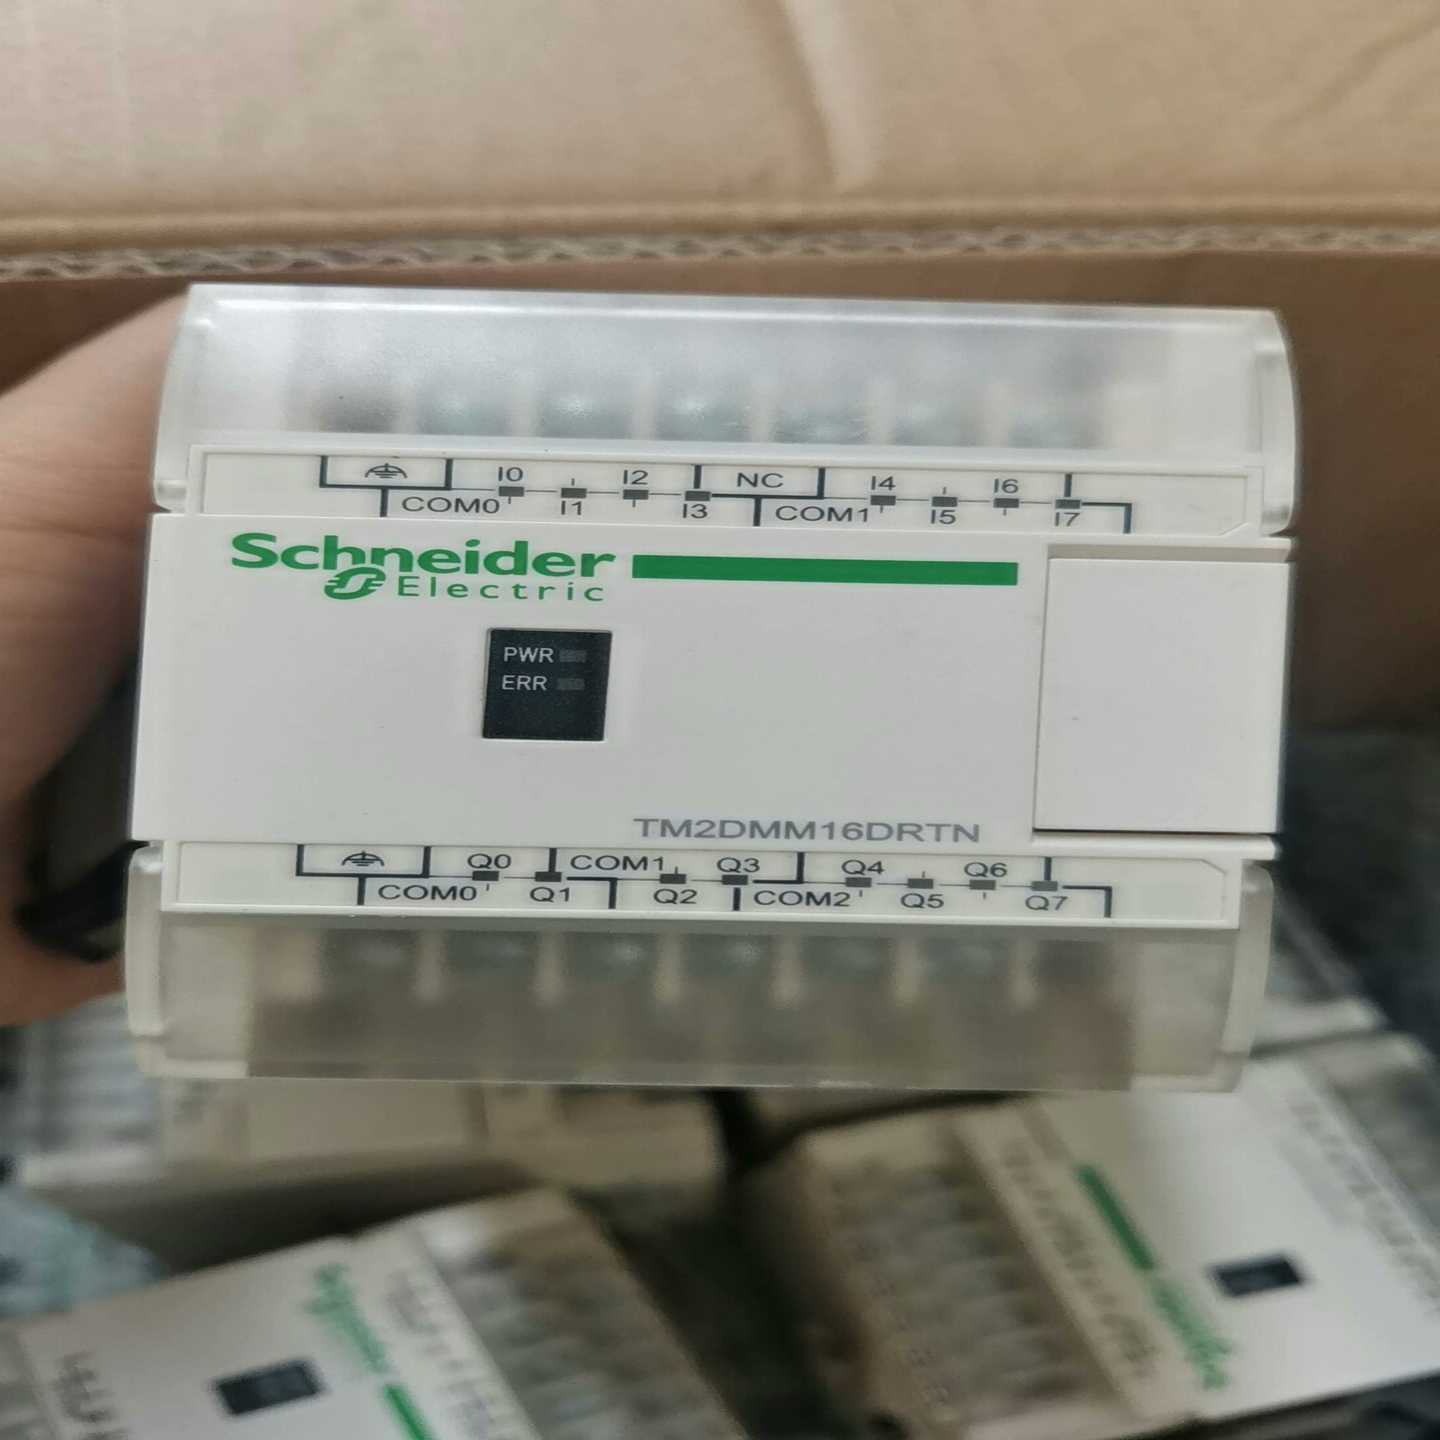 I0 I2 NC I4 I6
COM0 I1 I3 COM1 I5 I7
Schneider
Electric
PWR
ERR
TM2DMM16DRTN
Q0 COM1 Q3 Q4 Q6
COM0 Q1 Q2 COM2 Q5 Q7